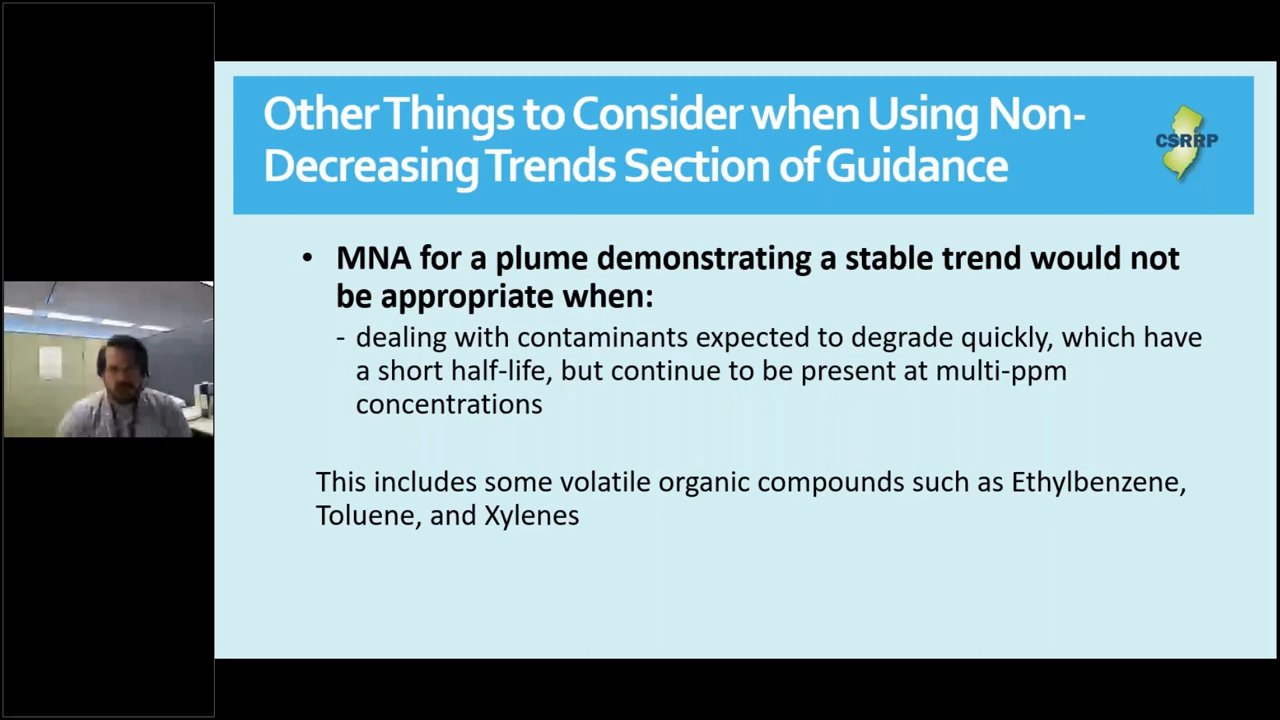 Other Things to Consider when Using Non-
Decreasing Trends Section of Guidance
CSRRP
• MNA for a plume demonstrating a stable trend would not
be appropriate when:
- dealing with contaminants expected to degrade quickly, which have
a short half-life, but continue to be present at multi-ppm
concentrations
This includes some volatile organic compounds such as Ethylbenzene,
Toluene, and Xylenes